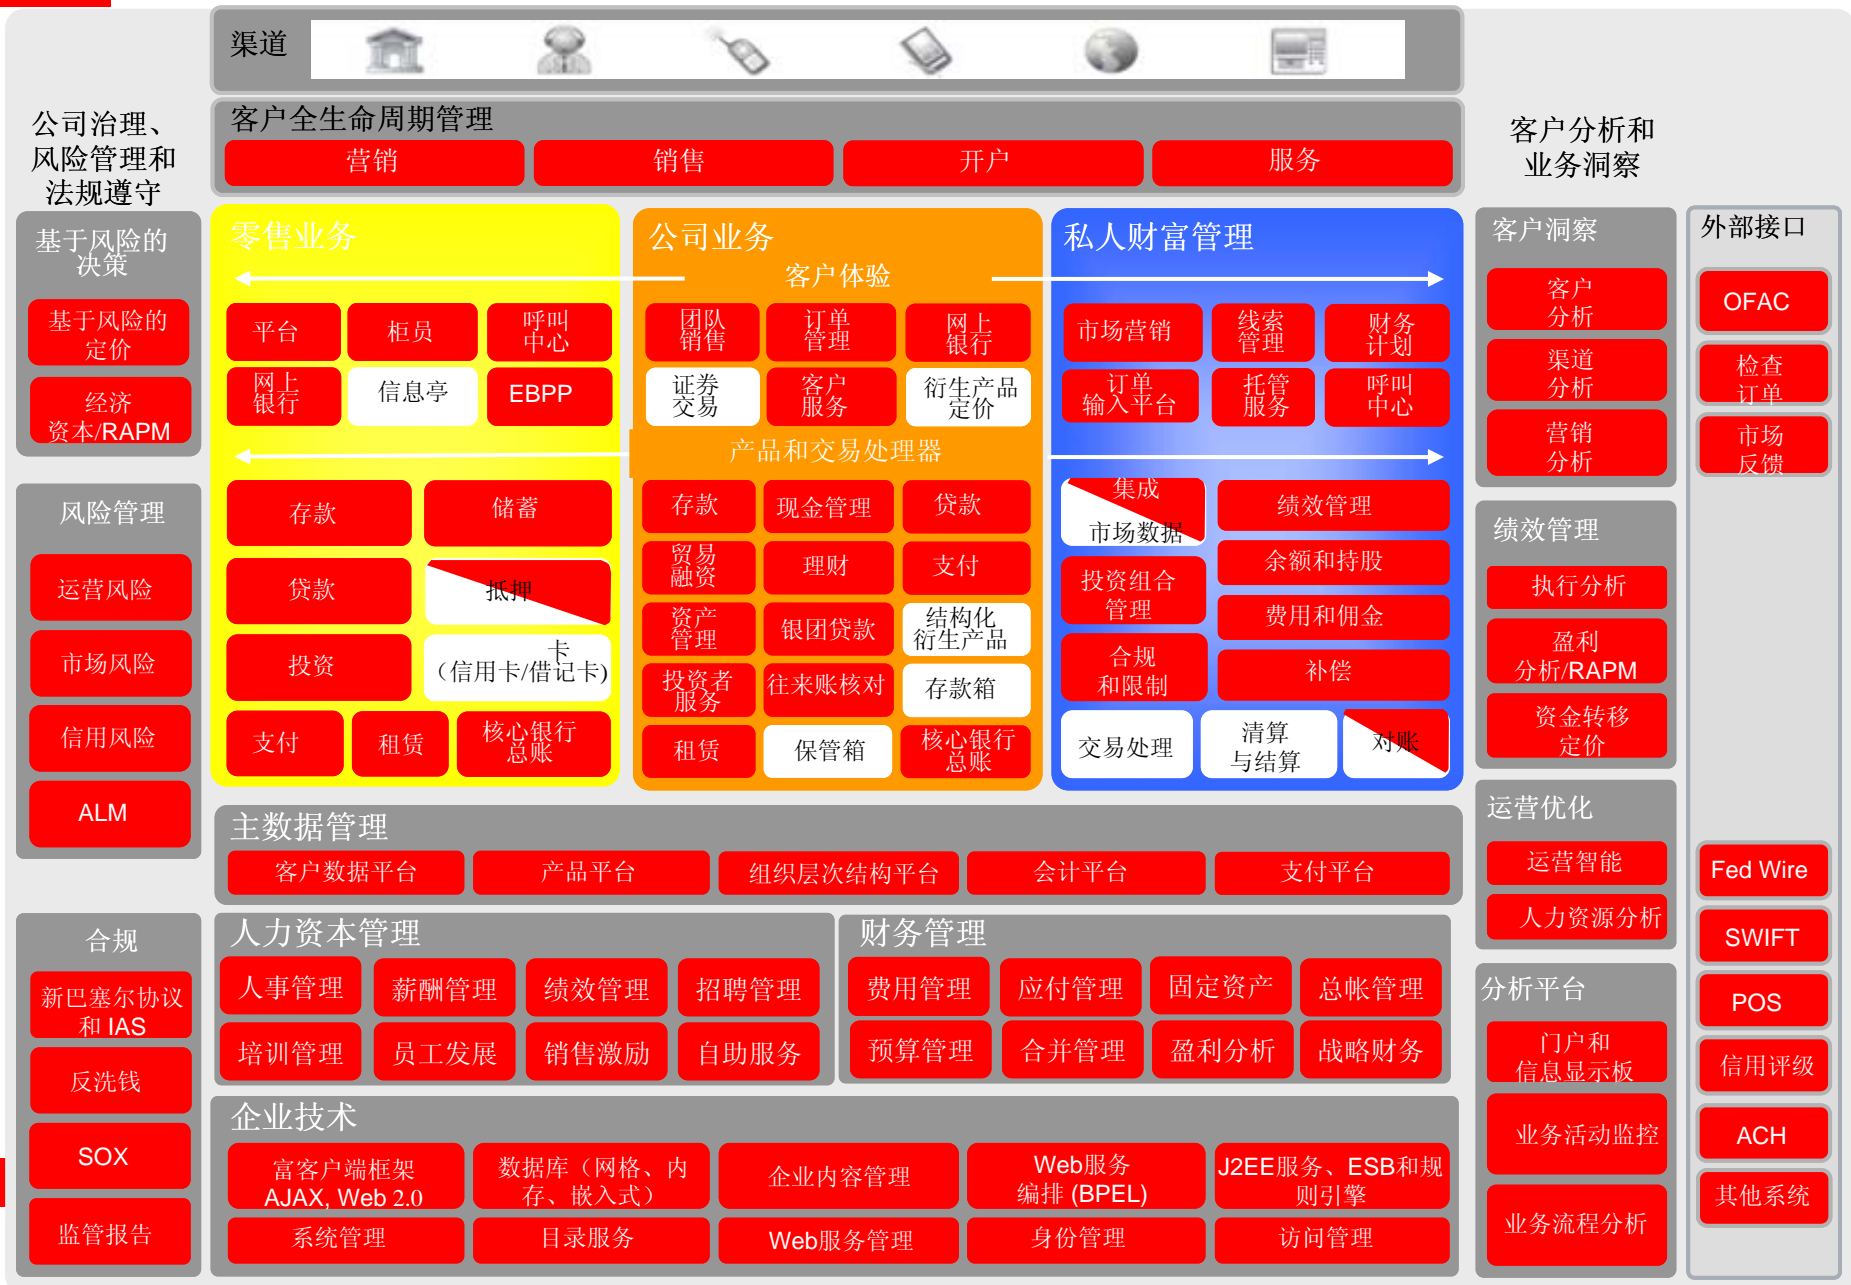 渠道
客户全生命周期管理
营销
销售
开户
服务
公司治理、
风险管理和
法规遵守
基于风险的
决策
基于风险的
定价
经济
资本/RAPM
风险管理
运营风险
市场风险
信用风险
ALM
合规
新巴塞尔协议
和 IAS
反洗钱
SOX
监管报告
零售业务
公司业务
私人财富管理
客户体验
平台
柜员
呼叫
中心
网上
银行
信息亭
EBPP
团队
销售
订单
管理
网上
银行
证券
交易
客户
服务
衍生产品
定价
市场营销
线索
管理
财务
计划
订单
输入平台
托管
服务
呼叫
中心
产品和交易处理器
存款
储蓄
贷款
抵押
投资
卡
（信用卡/借记卡）
支付
租赁
核心银行
总账
存款
现金管理
贷款
贸易
融资
理财
支付
资产
管理
银团贷款
结构化
衍生产品
投资者
服务
往来账核对
存款箱
租赁
保管箱
核心银行
总账
集成
市场数据
绩效管理
投资组合
管理
余额和持股
费用和佣金
合规
和限制
补偿
交易处理
清算
与结算
对账
主数据管理
客户数据平台
产品平台
组织层次结构平台
会计平台
支付平台
人力资本管理
人事管理
薪酬管理
绩效管理
招聘管理
培训管理
员工发展
销售激励
自助服务
财务管理
费用管理
应付管理
固定资产
总帐管理
预算管理
合并管理
盈利分析
战略财务
企业技术
富客户端框架
AJAX, Web 2.0
数据库（网格、内
存、嵌入式）
企业内容管理
Web服务
编排 (BPEL)
J2EE服务、ESB和规
则引擎
系统管理
目录服务
Web服务管理
身份管理
访问管理
客户分析和
业务洞察
客户洞察
客户
分析
渠道
分析
营销
分析
绩效管理
执行分析
盈利
分析/RAPM
资金转移
定价
运营优化
运营智能
人力资源分析
分析平台
门户和
信息显示板
业务活动监控
业务流程分析
外部接口
OFAC
检查
订单
市场
反馈
Fed Wire
SWIFT
POS
信用评级
ACH
其他系统